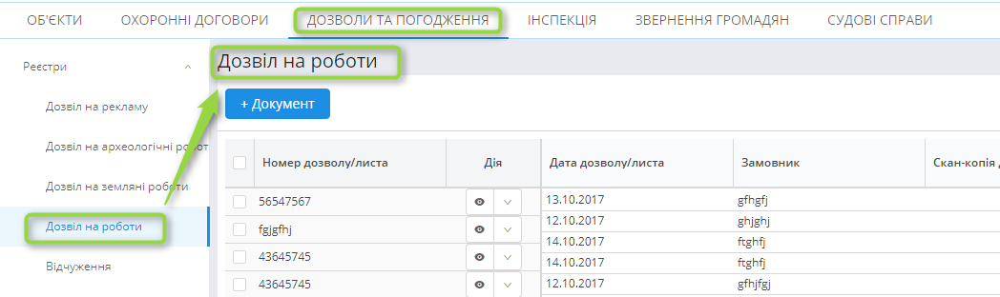 ОБ'ЄКТИ ОХОРОННІ ДОГОВОРИ ДОЗВОЛИ ТА ПОГОДЖЕННЯ ІНСПЕКЦІЯ ЗВЕРНЕННЯ ГРОМАДЯН СУДОВІ СПРАВИ
Реєстри
Дозвіл на рекламу
Дозвіл на археологічні робот
Дозвіл на земляні роботи
Дозвіл на роботи
Відчуження
Дозвіл на роботи
+ Документ
Номер дозволу/листа Дія Дата дозволу/листа Замовник Скан-копія
56547567 13.10.2017 gfhgfj
fgjgfhj 12.10.2017 ghjghj
43645745 14.10.2017 ftghfj
43645745 14.10.2017 ftghfj
12.10.2017 gfhjfgj